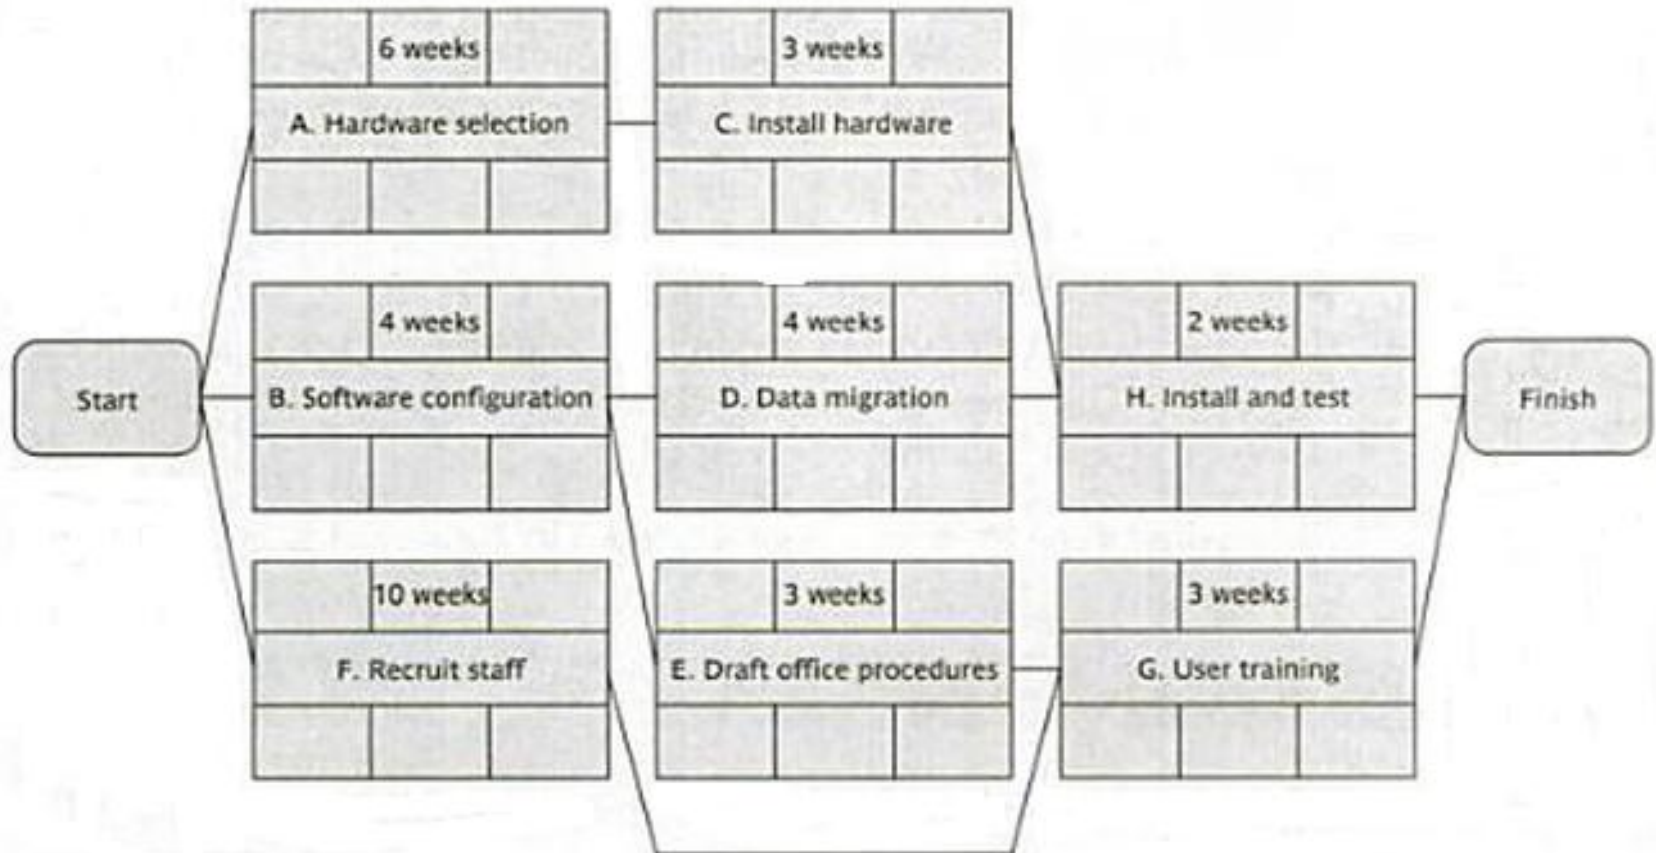 6 weeks
3 weeks
A. Hardware selection
C. Install hardware
4 weeks
4 weeks
2 weeks
Start
B. Software configuration
D. Data migration
H. Install and test
Finish
10 weeks
3 weeks
3 weeks
F. Recruit staff
E. Draft office procedures
G. User training